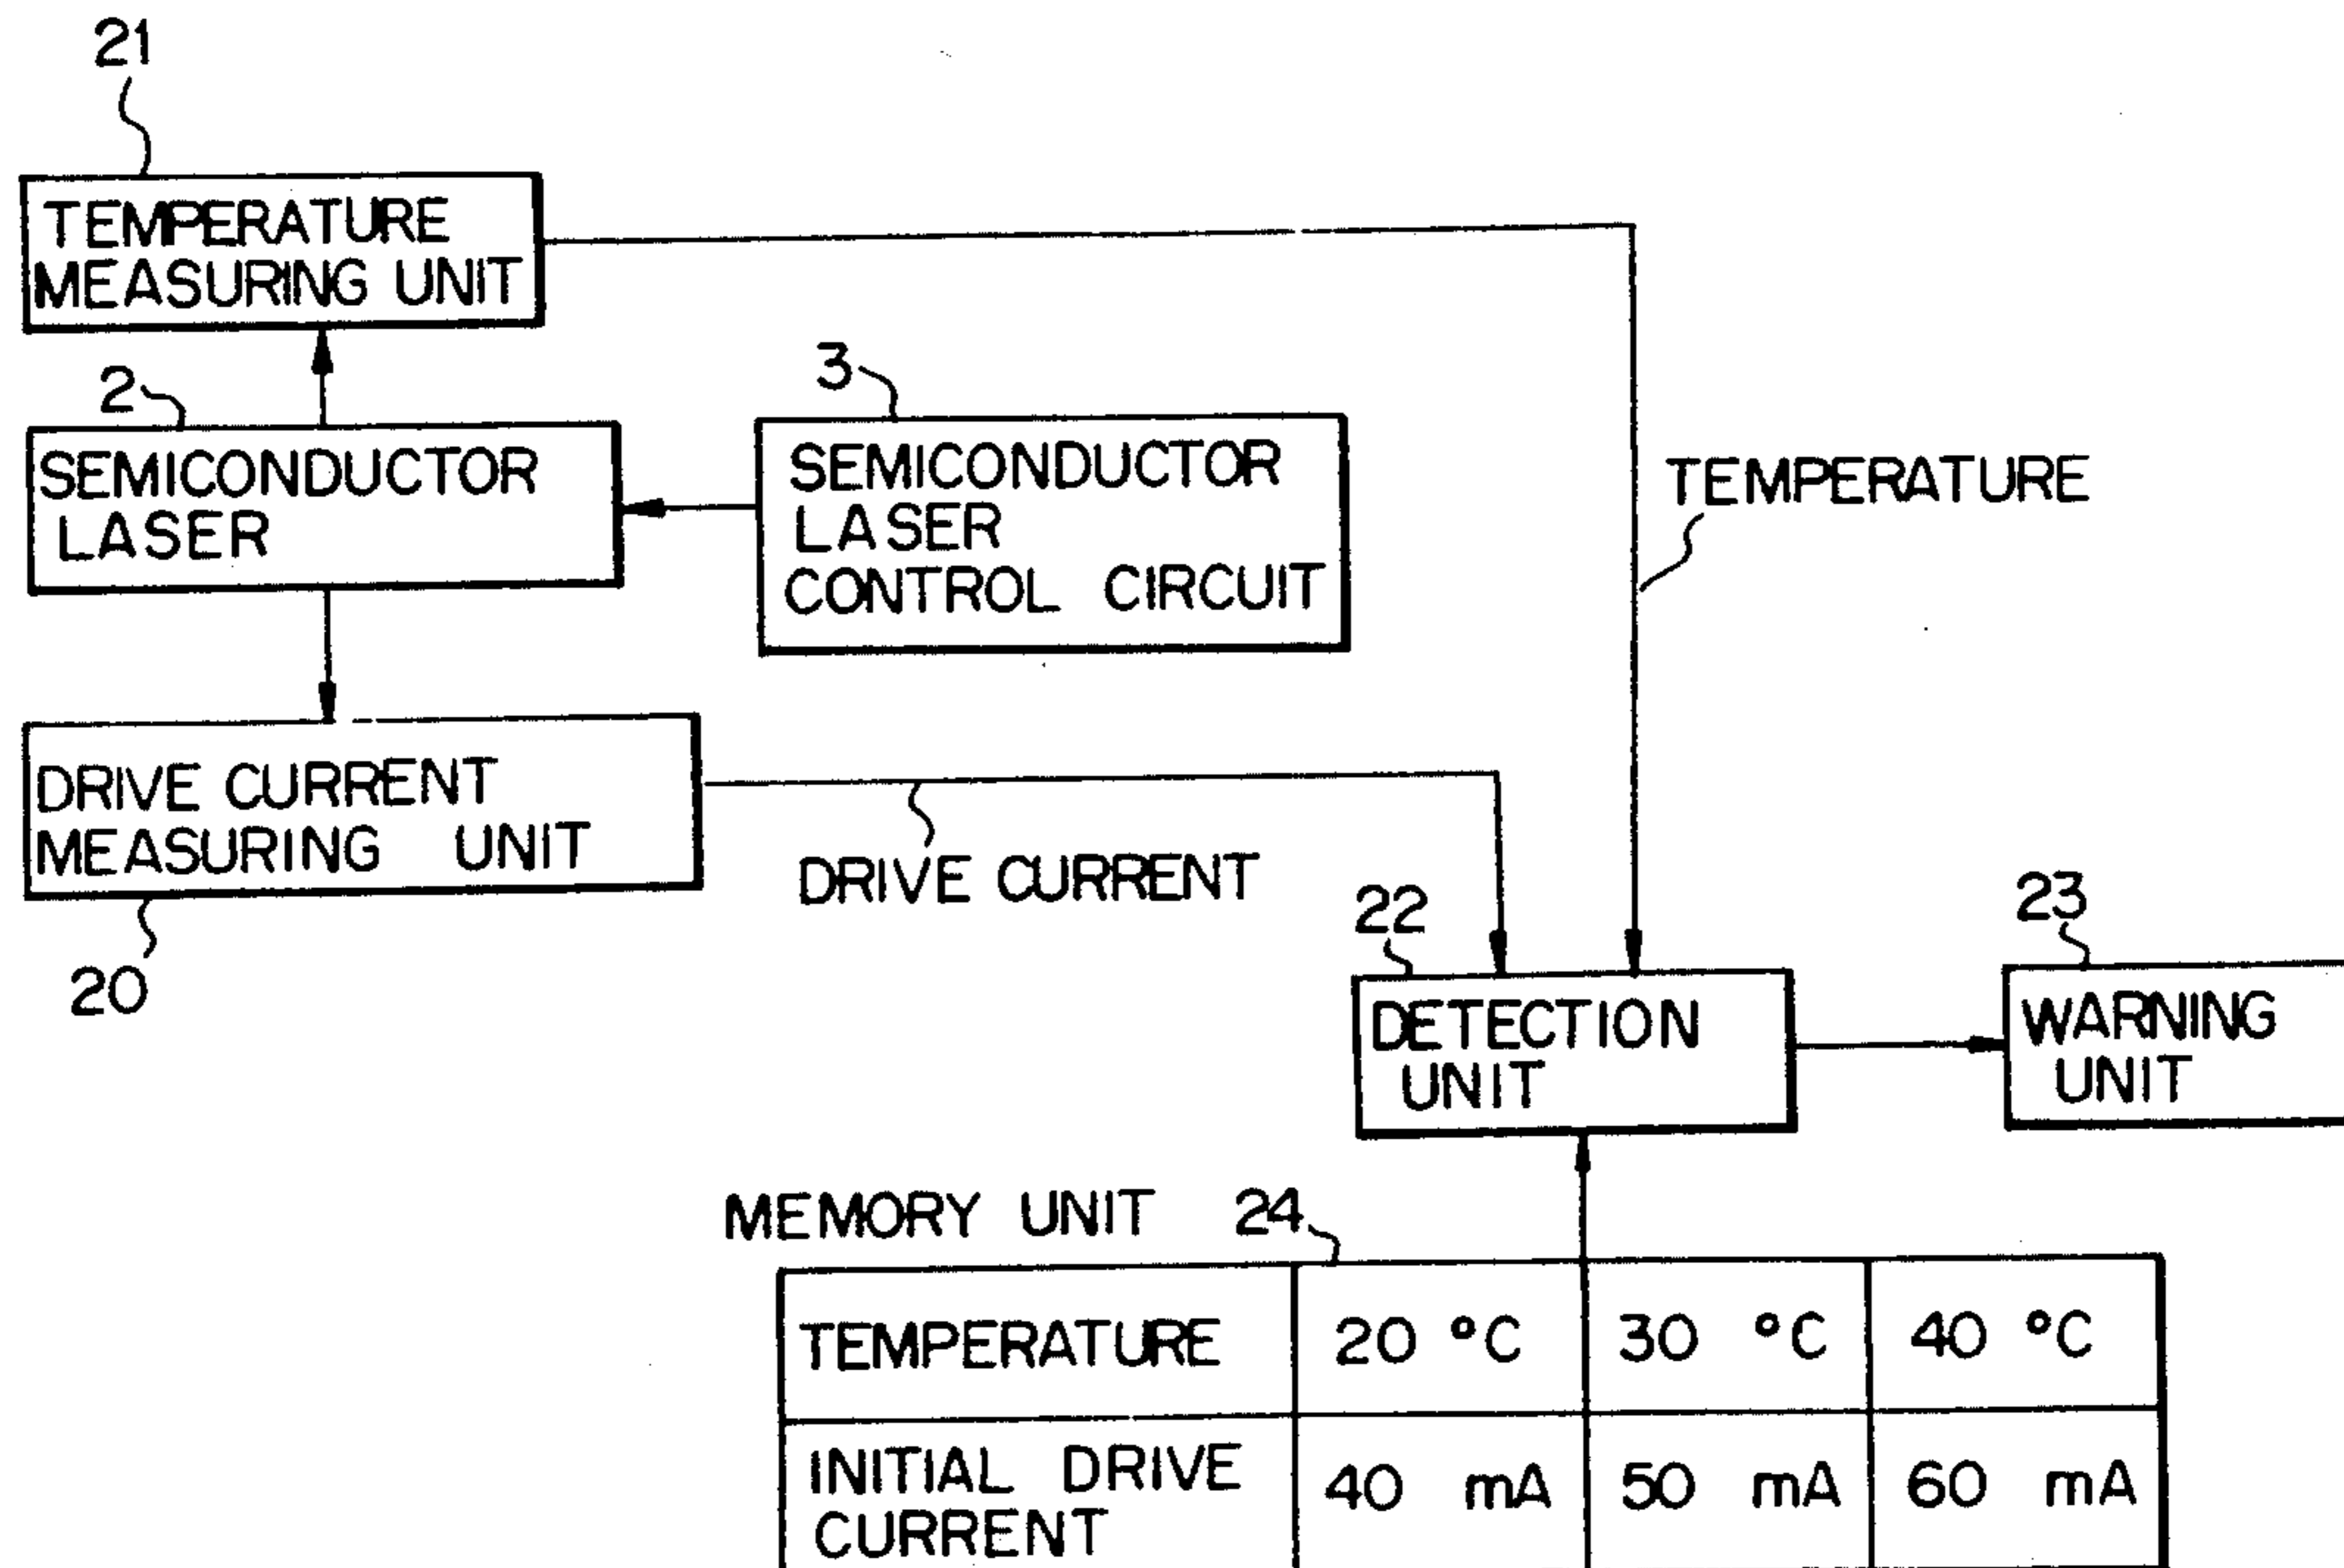 21
TEMPERATURE
MEASURING UNIT
2
SEMICONDUCTOR
LASER
3
SEMICONDUCTOR
LASER
CONTROL CIRCUIT
TEMPERATURE
DRIVE CURRENT
MEASURING UNIT
20
DRIVE CURRENT
22
DETECTION
UNIT
23
WARNING
UNIT
MEMORY UNIT 24
TEMPERATURE 20 °C 30 °C 40 °C
INITIAL DRIVE
CURRENT 40 mA 50 mA 60 mA